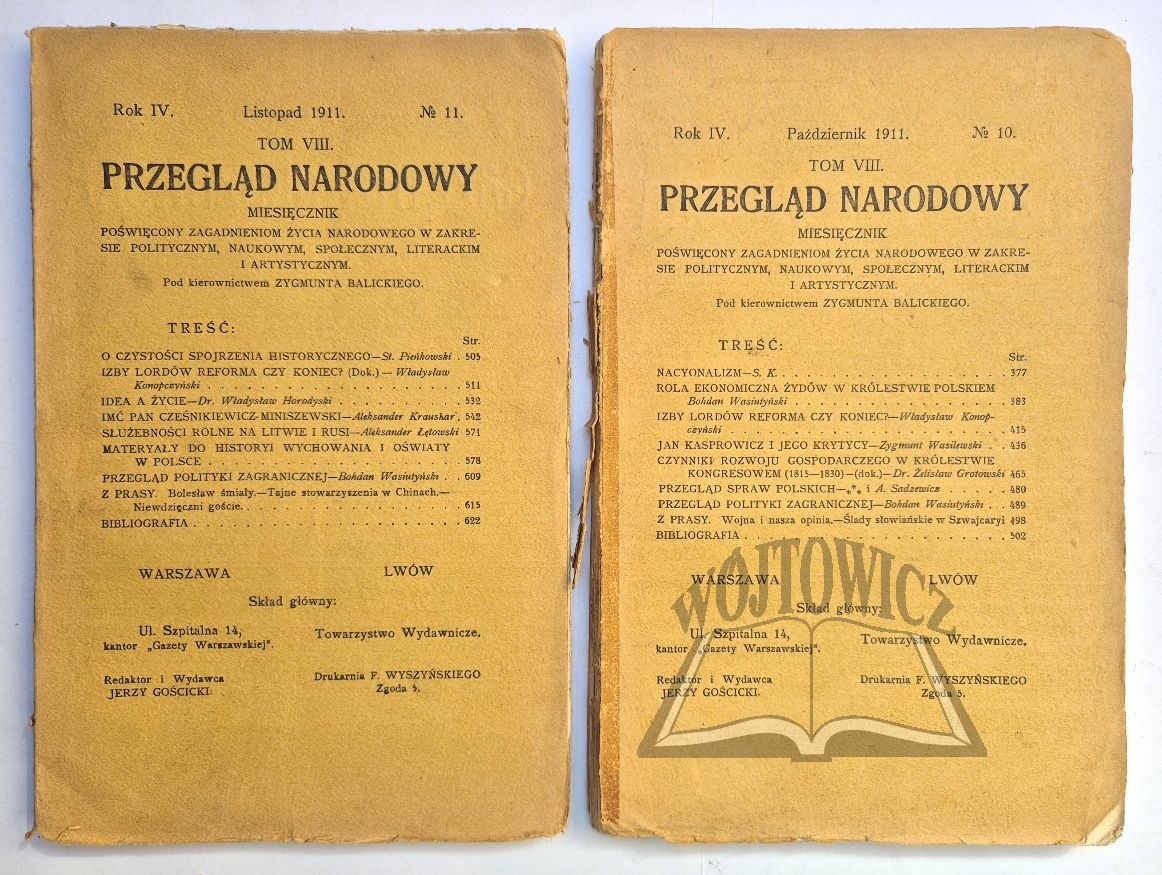 Rok IV. Listopad 1911. № 11.
TOM VIII.
PRZEGLĄD NARODOWY
MIESIĘCZNIK
POŚWIĘCONY ZAGADNIENIOM ŻYCIA NARODOWEGO W ZAKRE-
SIE POLITYCZNYM, NAUKOWYM, SPOŁECZNYM, LITERACKIM
I ARTYSTYCZNYM.
Pod kierownictwem ZYGMUNTA BALICKIEGO.
TREŚĆ:
Str.
O CZYSTOŚCI SPOJRZENIA HISTORYCZNEGO—St. Pieńkowski . 505
IZBY LORDÓW REFORMA CZY KONIEC? (Dok.) — Władysław
Konopczyński . . . . . . . . . . . . . . . . . . . . 511
IDEA A ŻYCIE—Dr. Władysław Horodyski . . . . . . . . . . . 532
IMĆ PAN CZEŚNIKIEWICZ-MINISZEWSKI—Aleksander Kraushar . 542
SŁUŻEBNOŚCI ROLNE NA LITWIE I RUSI—Aleksander Łętowski 571
MATERYAŁY DO HISTORYI WYCHOWANIA I OŚWIATY
W POLSCE . . . . . . . . . . . . . . . . . . . . 578
PRZEGLĄD POLITYKI ZAGRANICZNEJ—Bohdan Wasiutyński . . 609
Z PRASY. Bolesław śmiały.—Tajne stowarzyszenia w Chinach.—
Niewdzięczni goście. . . . . . . . . . . . . . . . . 615
BIBLIOGRAFIA . . . . . . . . . . . . . . . . . . . . . 622
WARSZAWA LWÓW
Skład główny:
Ul. Szpitalna 14, Towarzystwo Wydawnicze.
kantor „Gazety Warszawskiej".
Redaktor i Wydawca Drukarnia F. WYSZYŃSKIEGO
JERZY GOŚCICKI. Zgoda 5.
Rok IV. Październik 1911. № 10.
TOM VIII.
PRZEGLĄD NARODOWY
MIESIĘCZNIK
POŚWIĘCONY ZAGADNIENIOM ŻYCIA NARODOWEGO W ZAKRE-
SIE POLITYCZNYM, NAUKOWYM, SPOŁECZNYM, LITERACKIM
I ARTYSTYCZNYM.
Pod kierownictwem ZYGMUNTA BALICKIEGO.
TREŚĆ:
Str.
NACYONALIZM—S. K. . . . . . . . . . . . . . . . . . . 377
ROLA EKONOMICZNA ŻYDÓW W KRÓLESTWIE POLSKIEM
Bohdan Wasiutyński . . . . . . . . . . . . . . . . . 383
IZBY LORDÓW REFORMA CZY KONIEC?—Władysław Konop-
czyński . . . . . . . . . . . . . . . . . . . . . . 415
JAN KASPROWICZ I JEGO KRYTYCY—Zygmunt Wasilewski . . 436
CZYNNIKI ROZWOJU GOSPODARCZEGO W KRÓLESTWIE
KONGRESOWEM (1815—1830)—(dok.)—Dr. Żdisław Grotowski 465
PRZEGLĄD SPRAW POLSKICH—*** i A. Sadzewicz . . . . . . 480
PRZEGLĄD POLITYKI ZAGRANICZNEJ—Bohdan Wasiutyński . . 489
Z PRASY. Wojna i nasza opinia.—Ślady słowiańskie w Szwajcaryi 498
BIBLIOGRAFIA . . . . . . . . . . . . . . . . . . . . . 502
WARSZAWA LWÓW
Skład główny:
Ul. Szpitalna 14, Towarzystwo Wydawnicze.
kantor „Gazety Warszawskiej".
Redaktor i Wydawca Drukarnia F. WYSZYŃSKIEGO
JERZY GOŚCICKI. Zgoda 5.
WÓJTOWICZ